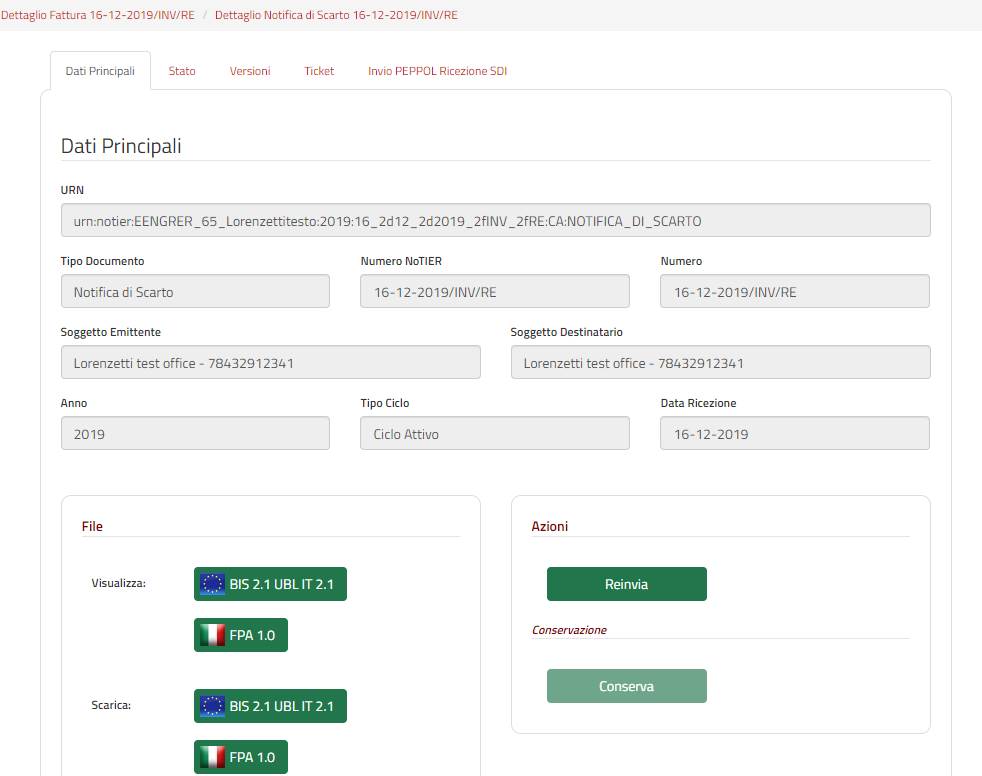 Dettaglio Fattura 16-12-2019/INV/RE / Dettaglio Notifica di Scarto 16-12-2019/INV/RE
Dati Principali Stato Versioni Ticket Invio PEPPOL Ricezione SDI
Dati Principali
URN
urn:notier:EENGRER_65_Lorenzettitesto:2019:16_2d12_2d2019_2fINV_2fRE:CA:NOTIFICA_DI_SCARTO
Tipo Documento Numero NoTIER Numero
Notifica di Scarto 16-12-2019/INV/RE 16-12-2019/INV/RE
Soggetto Emittente Soggetto Destinatario
Lorenzetti test office - 78432912341 Lorenzetti test office - 78432912341
Anno Tipo Ciclo Data Ricezione
2019 Ciclo Attivo 16-12-2019
File
Visualizza: BIS 2.1 UBL IT 2.1
FPA 1.0
Scarica: BIS 2.1 UBL IT 2.1
FPA 1.0
Azioni
Reinvia
Conservazione
Conserva